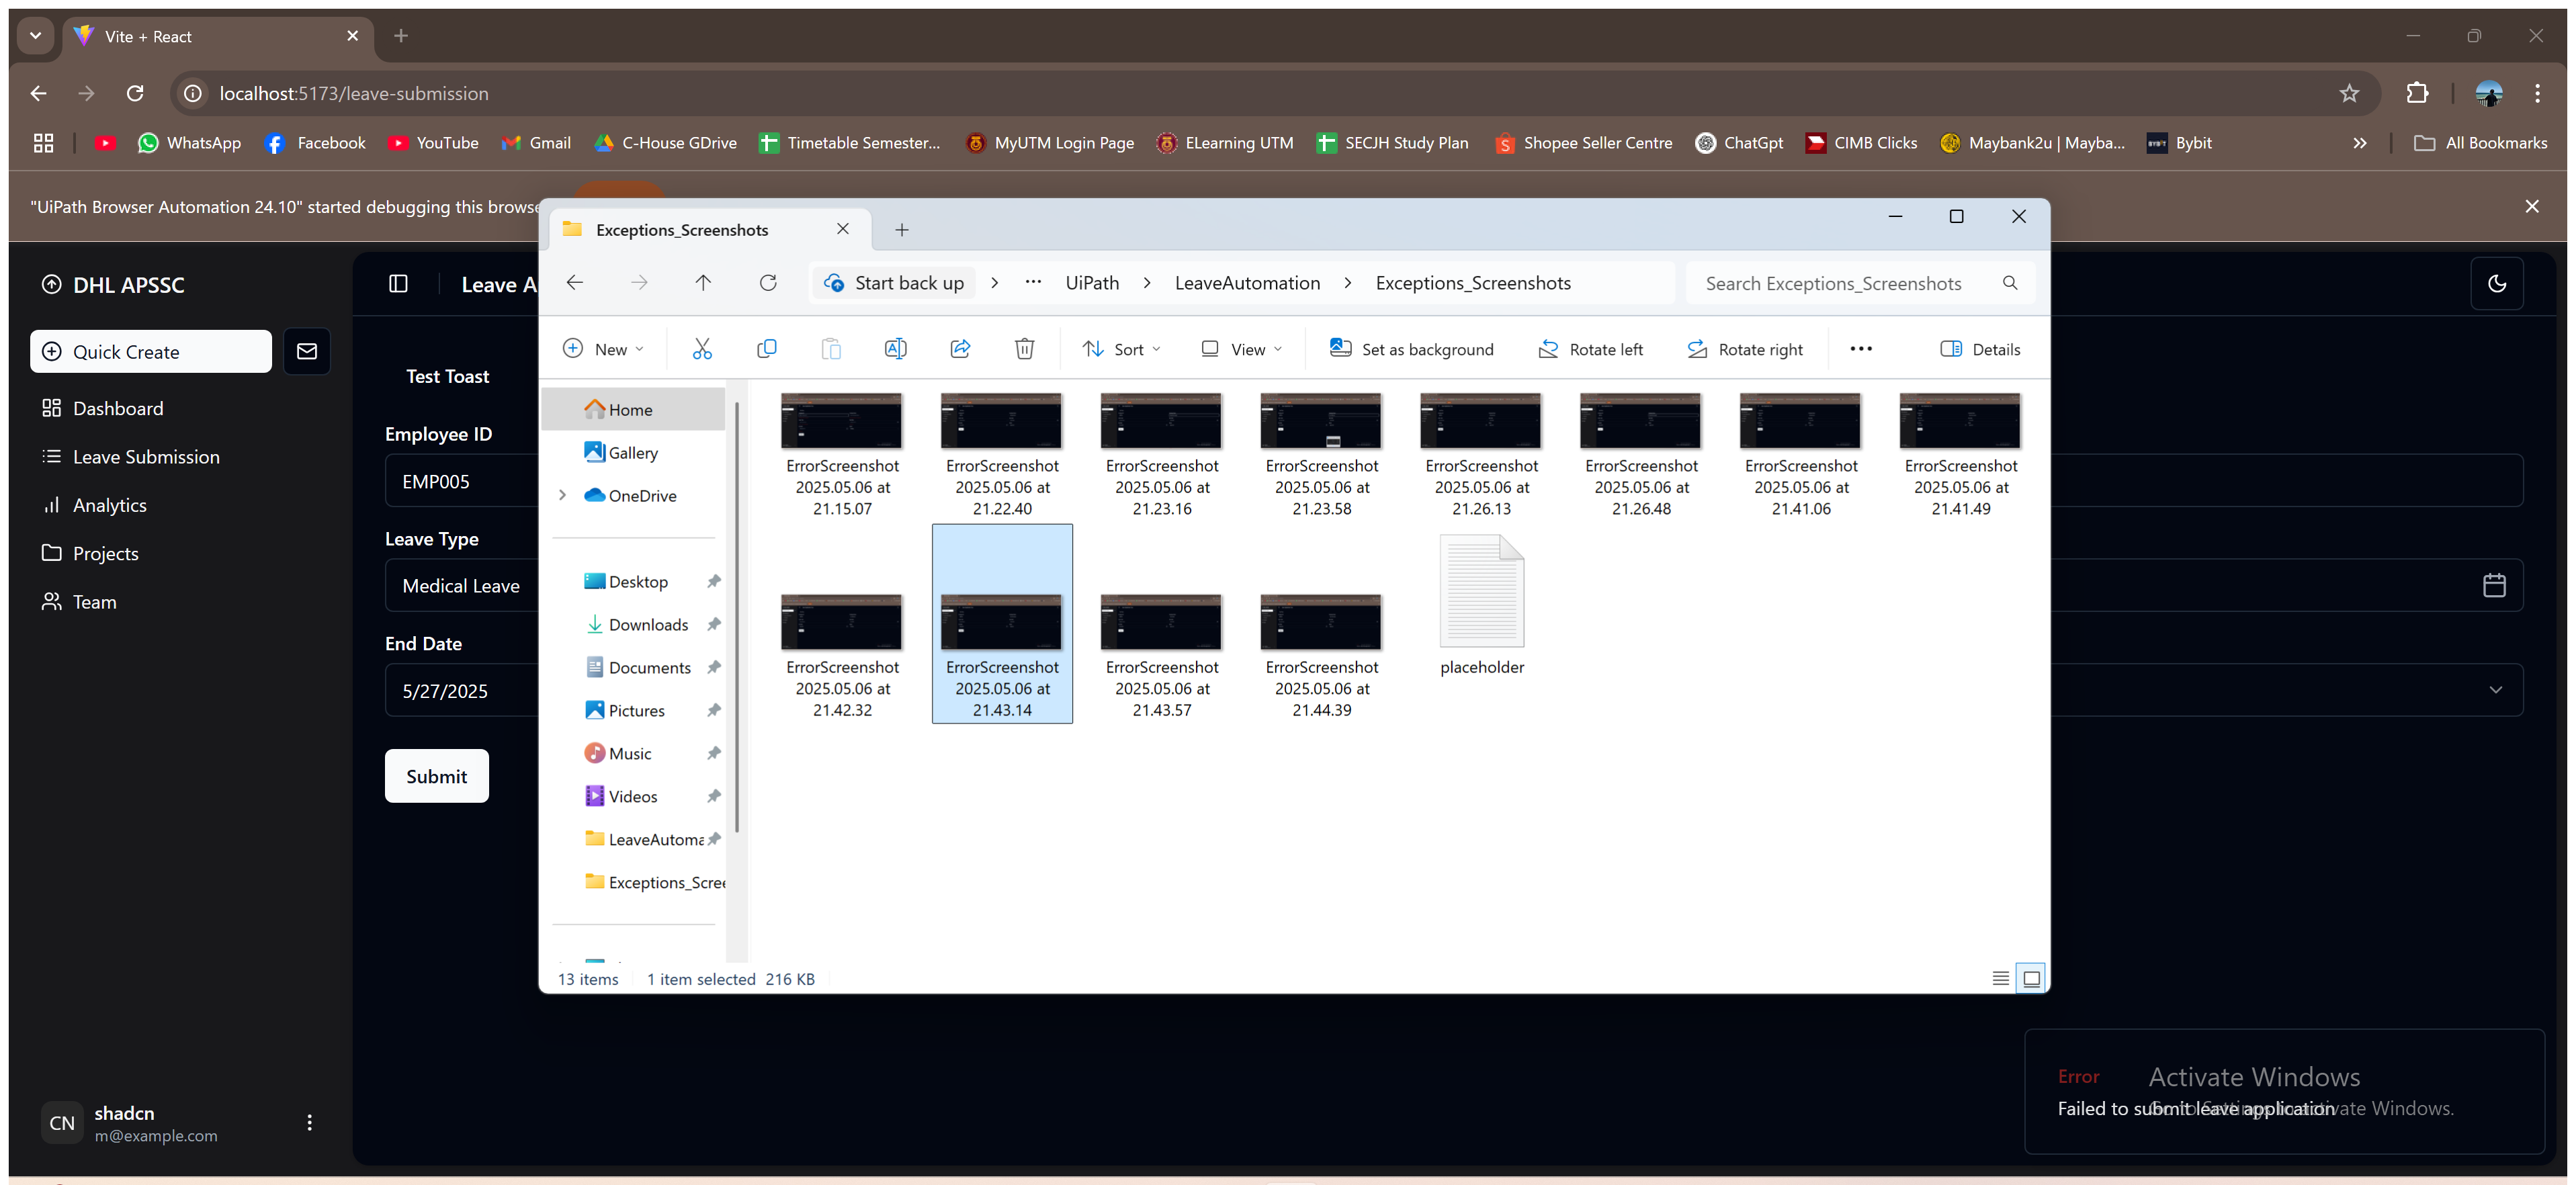 Vite + React
localhost:5173/leave-submission
WhatsApp Facebook YouTube Gmail C-House GDrive Timetable Semester... MyUTM Login Page ELearning UTM SECJH Study Plan Shopee Seller Centre ChatGpt CIMB Clicks Maybank2u | Mayba... Bybit All Bookmarks
"UiPath Browser Automation 24.10" started debugging this browse
DHL APSSC
Quick Create
Dashboard
Leave Submission
Analytics
Projects
Team
CN
shadcn
m@example.com
Leave A
Test Toast
Employee ID
EMP005
Leave Type
Medical Leave
End Date
5/27/2025
Submit
Exceptions_Screenshots
Start back up UiPath LeaveAutomation Exceptions_Screenshots
Search Exceptions_Screenshots
New Sort View Set as background Rotate left Rotate right Details
Home
Gallery
OneDrive
Desktop
Downloads
Documents
Pictures
Music
Videos
LeaveAutoma
Exceptions_Scree
ErrorScreenshot
2025.05.06 at
21.15.07
ErrorScreenshot
2025.05.06 at
21.22.40
ErrorScreenshot
2025.05.06 at
21.23.16
ErrorScreenshot
2025.05.06 at
21.23.58
ErrorScreenshot
2025.05.06 at
21.26.13
ErrorScreenshot
2025.05.06 at
21.26.48
ErrorScreenshot
2025.05.06 at
21.41.06
ErrorScreenshot
2025.05.06 at
21.41.49
ErrorScreenshot
2025.05.06 at
21.42.32
ErrorScreenshot
2025.05.06 at
21.43.14
ErrorScreenshot
2025.05.06 at
21.43.57
ErrorScreenshot
2025.05.06 at
21.44.39
placeholder
13 items 1 item selected 216 KB
Error
Failed to submit leave application
Activate Windows
Go to Settings to activate Windows.